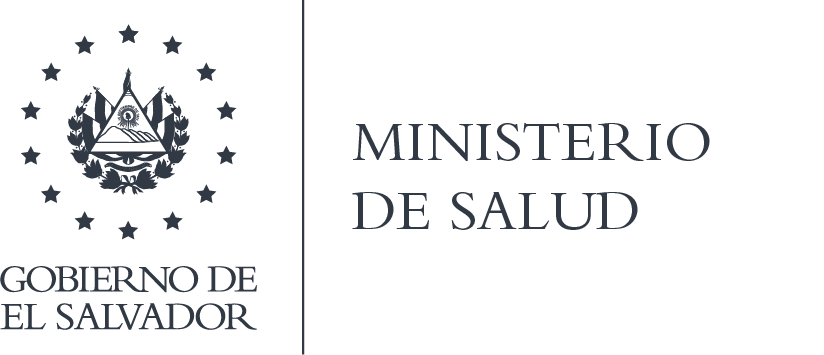 GOBIERNO DE
EL SALVADOR
MINISTERIO
DE SALUD